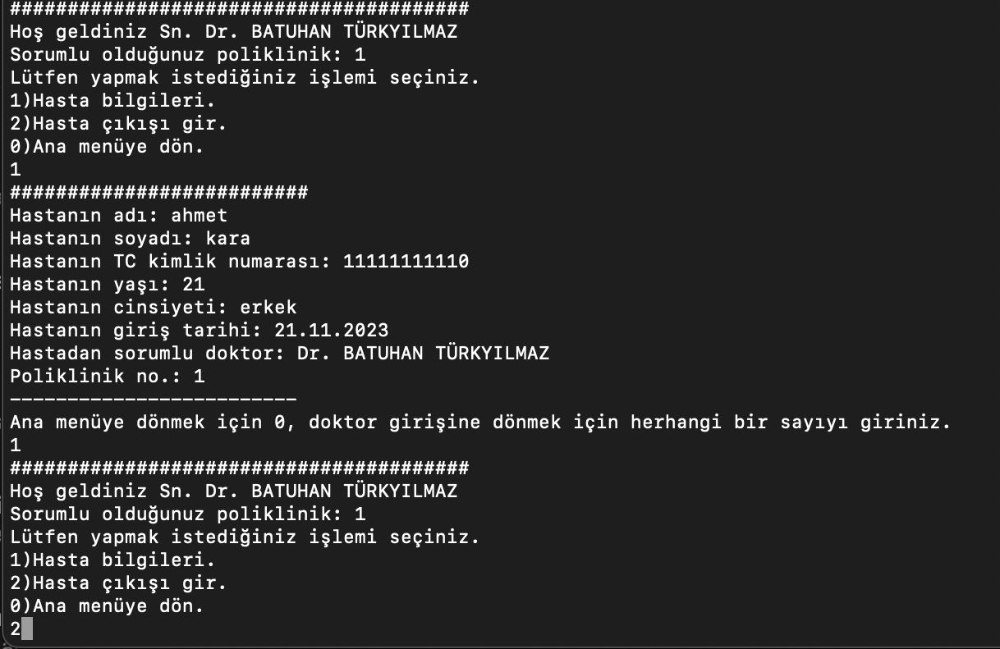 ########################################
Hoş geldiniz Sn. Dr. BATUHAN TÜRKYILMAZ
Sorumlu olduğunuz poliklinik: 1
Lütfen yapmak istediğiniz işlemi seçiniz.
1)Hasta bilgileri.
2)Hasta çıkışı gir.
0)Ana menüye dön.
1
##########################
Hastanın adı: ahmet
Hastanın soyadı: kara
Hastanın TC kimlik numarası: 11111111110
Hastanın yaşı: 21
Hastanın cinsiyeti: erkek
Hastanın giriş tarihi: 21.11.2023
Hastadan sorumlu doktor: Dr. BATUHAN TÜRKYILMAZ
Poliklinik no.: 1
-------------------------
Ana menüye dönmek için 0, doktor girişine dönmek için herhangi bir sayıyı giriniz.
1
########################################
Hoş geldiniz Sn. Dr. BATUHAN TÜRKYILMAZ
Sorumlu olduğunuz poliklinik: 1
Lütfen yapmak istediğiniz işlemi seçiniz.
1)Hasta bilgileri.
2)Hasta çıkışı gir.
0)Ana menüye dön.
2